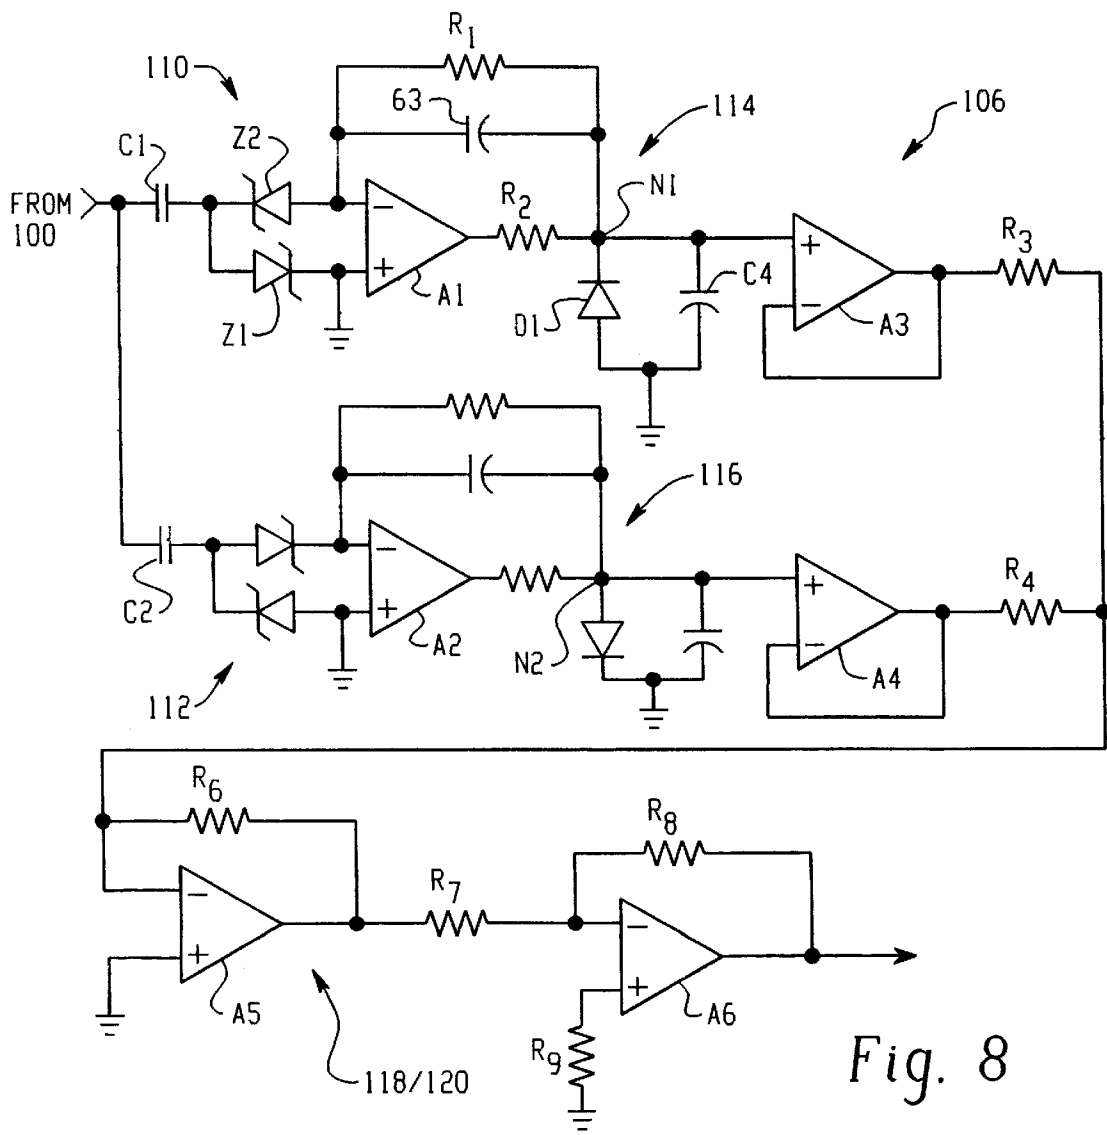 R1
110
63
114
106
C1
Z2
FROM
100
N1
R2
R3
A1
C4
D1
Z1
A3
116
C2
R4
A2
N2
A4
112
R6
R8
R7
A5
A6
R9
118/120
Fig. 8
+
−
+
−
+
−
+
−
+
−
+
−